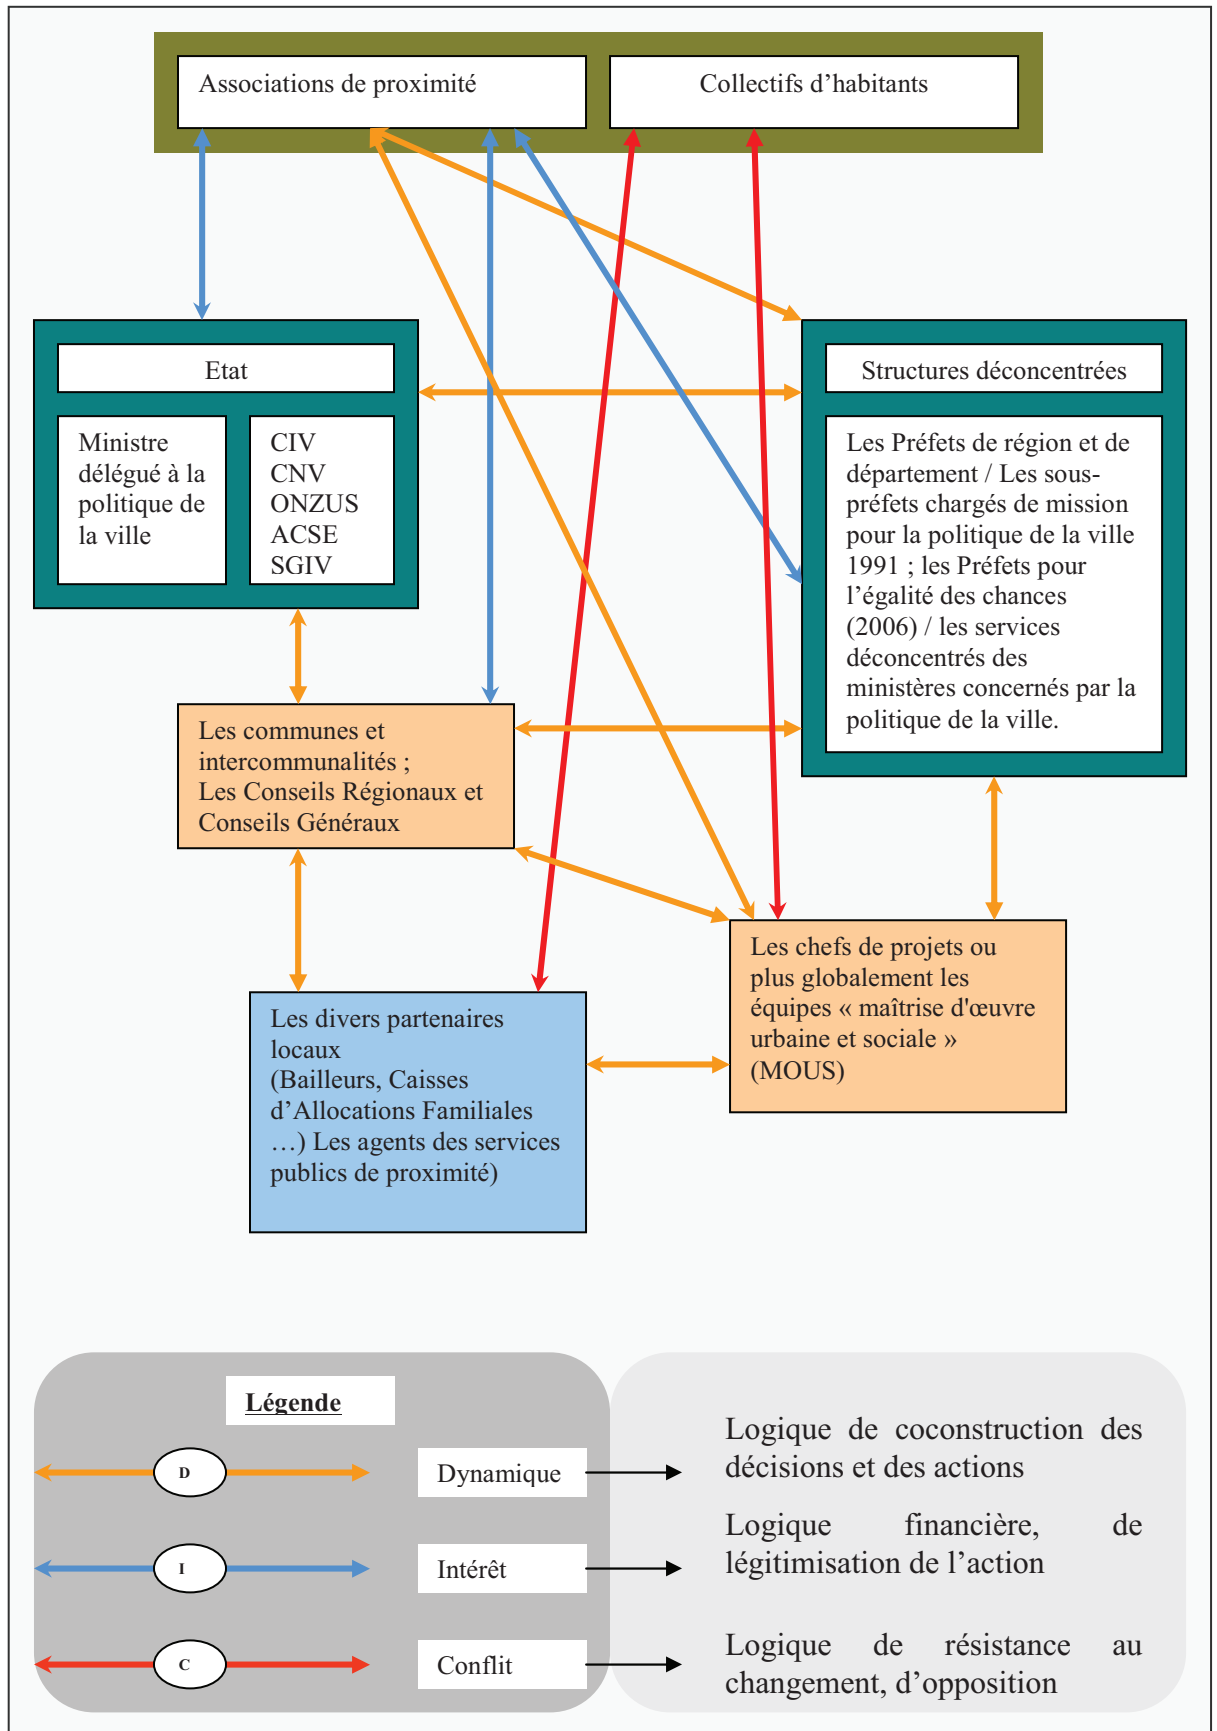 Associations de proximité
Collectifs d’habitants
Etat
Ministre
délégué à la
politique de
la ville
CIV
CNV
ONZUS
ACSE
SGIV
Structures déconcentrées
Les Préfets de région et de
département / Les sous-
préfets chargés de mission
pour la politique de la ville
1991 ; les Préfets pour
l’égalité des chances
(2006) / les services
déconcentrés des
ministères concernés par la
politique de la ville.
Les communes et
intercommunalités ;
Les Conseils Régionaux et
Conseils Généraux
Les chefs de projets ou
plus globalement les
équipes « maîtrise d'œuvre
urbaine et sociale »
(MOUS)
Les divers partenaires
locaux
(Bailleurs, Caisses
d’Allocations Familiales
…) Les agents des services
publics de proximité)
Légende
D
Dynamique
Logique de coconstruction des
décisions et des actions
I
Intérêt
Logique financière, de
légitimisation de l’action
C
Conflit
Logique de résistance au
changement, d’opposition